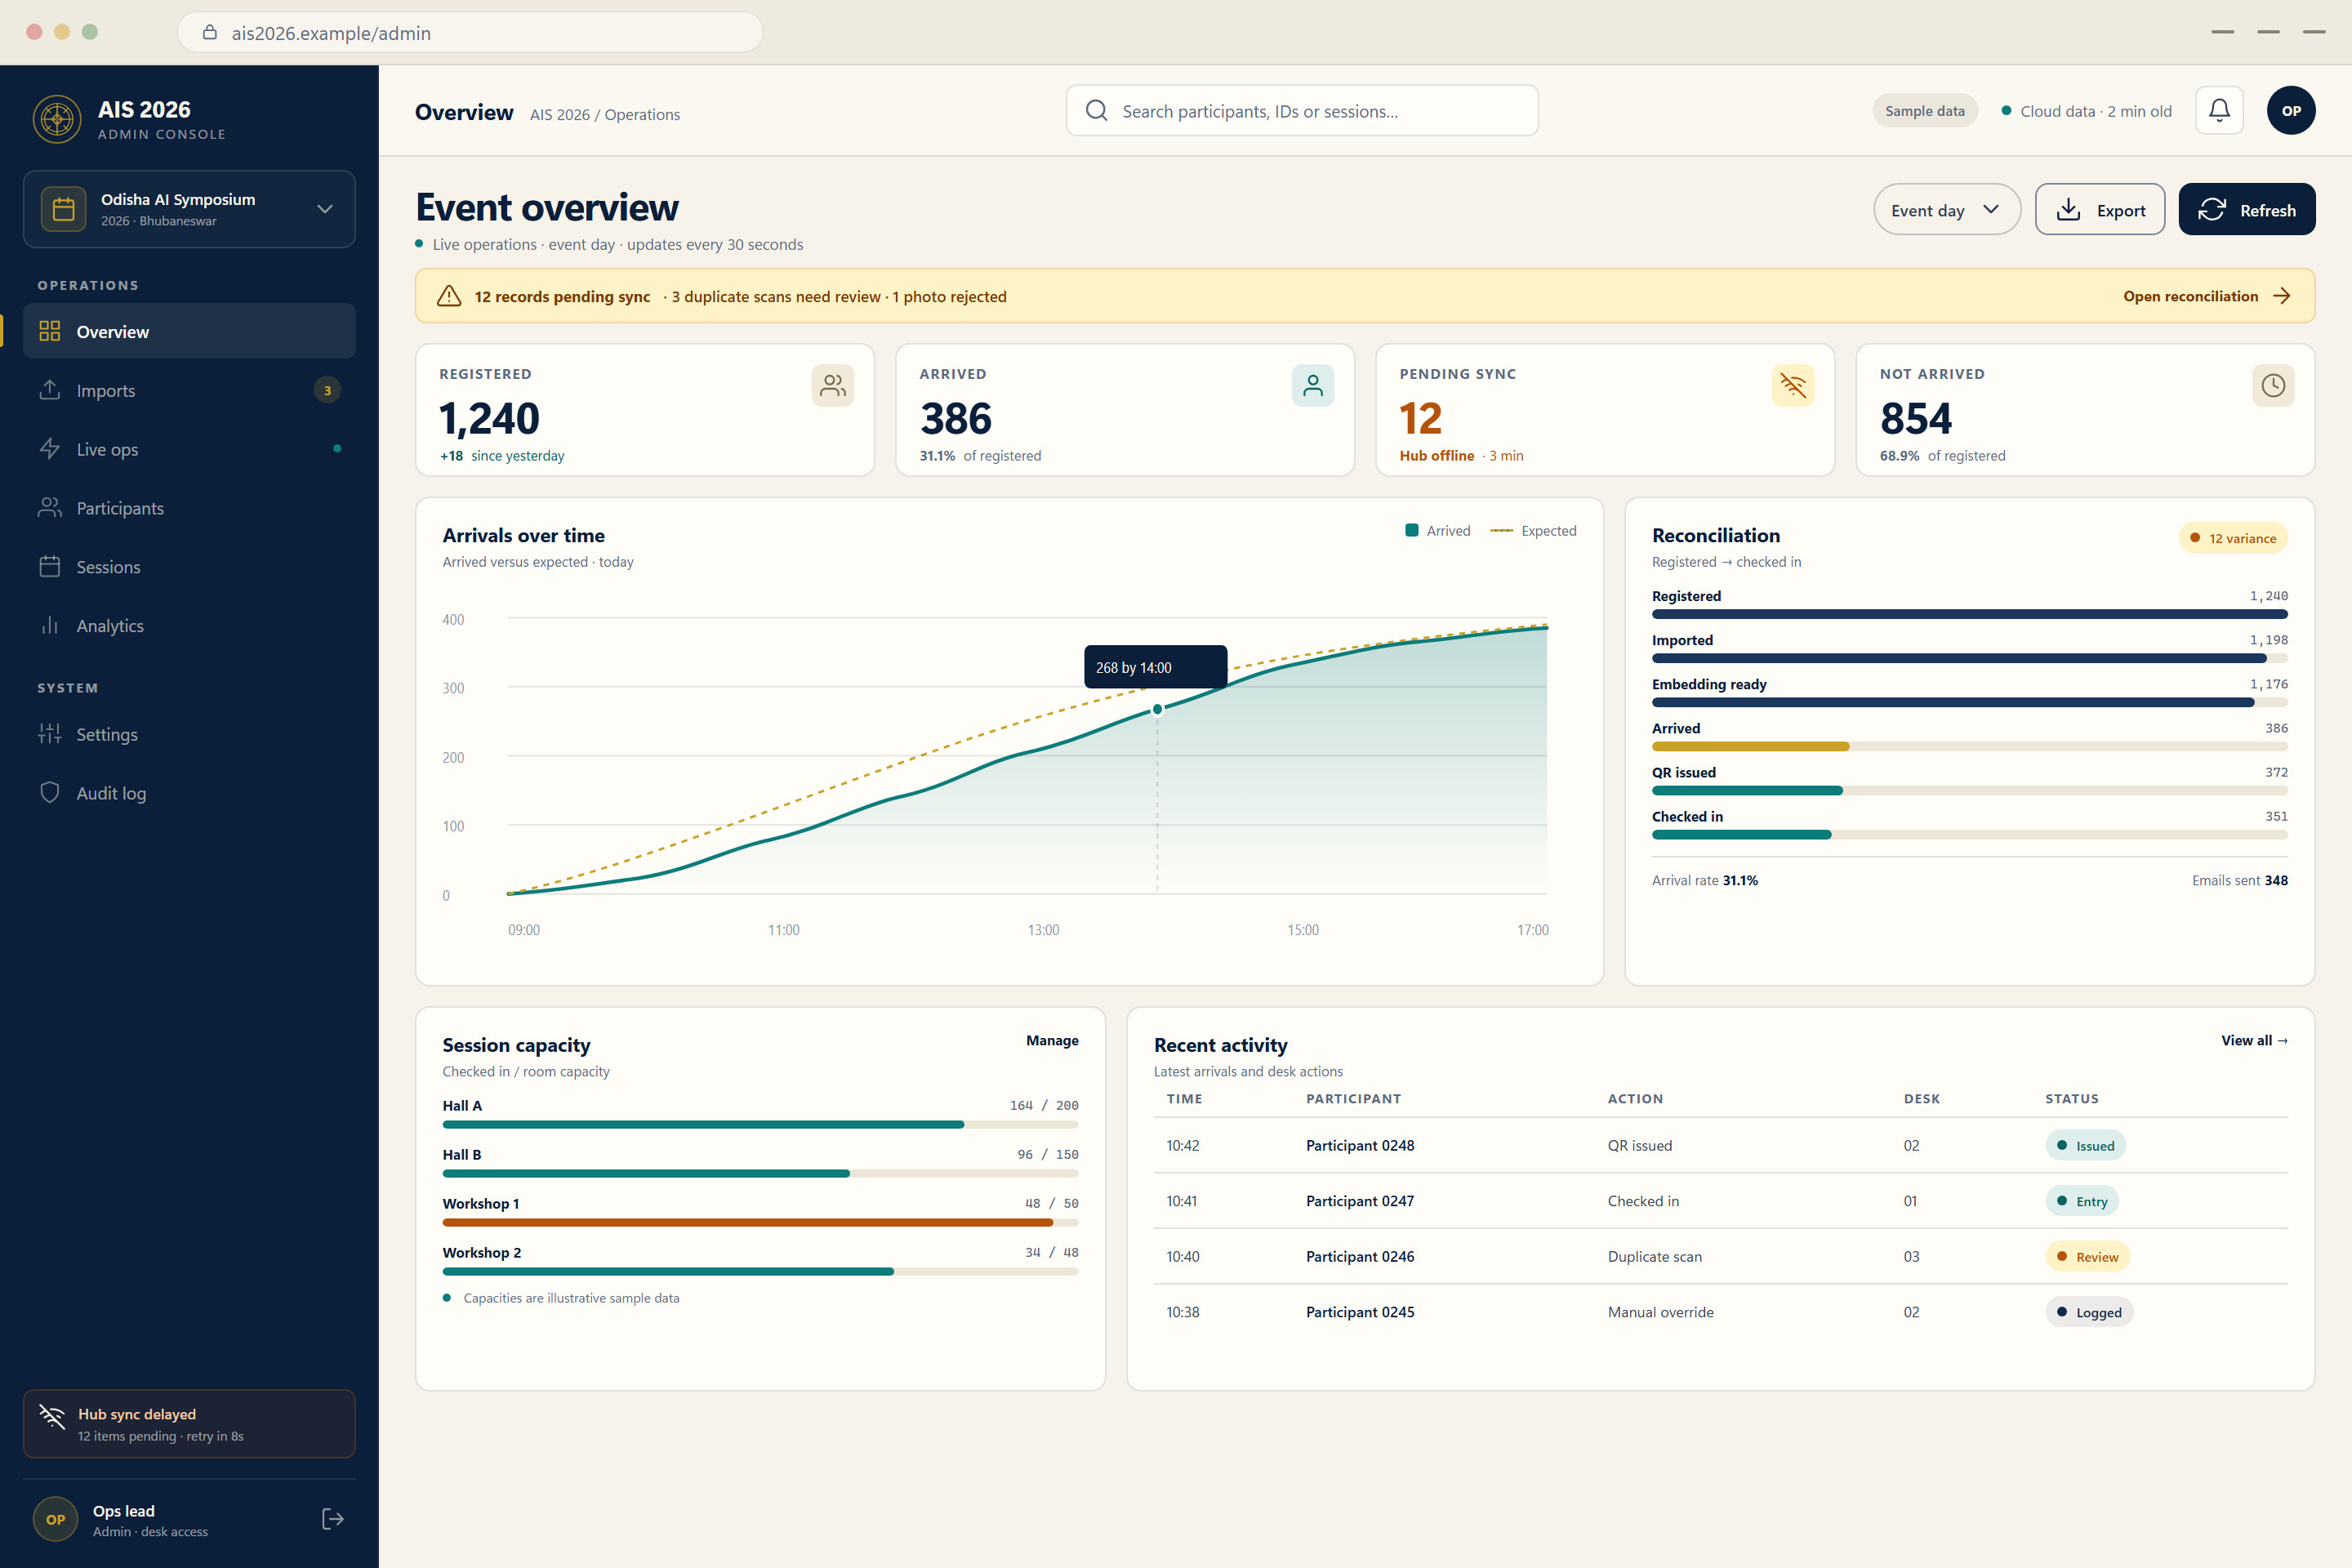 ais2026.example/admin
AIS 2026
ADMIN CONSOLE
Odisha AI Symposium
2026 · Bhubaneswar
OPERATIONS
Overview
Imports 3
Live ops
Participants
Sessions
Analytics
SYSTEM
Settings
Audit log
Hub sync delayed
12 items pending · retry in 8s
OP
Ops lead
Admin · desk access
Overview AIS 2026 / Operations
Search participants, IDs or sessions...
Sample data
Cloud data · 2 min old
OP
Event overview
Live operations · event day · updates every 30 seconds
Event day
Export
Refresh
12 records pending sync · 3 duplicate scans need review · 1 photo rejected
Open reconciliation →
REGISTERED
1,240
+18 since yesterday
ARRIVED
386
31.1% of registered
PENDING SYNC
12
Hub offline · 3 min
NOT ARRIVED
854
68.9% of registered
Arrivals over time
Arrived versus expected · today
Arrived
Expected
400
300
200
100
0
268 by 14:00
09:00 11:00 13:00 15:00 17:00
Reconciliation
Registered → checked in
12 variance
Registered 1,240
Imported 1,198
Embedding ready 1,176
Arrived 386
QR issued 372
Checked in 351
Arrival rate 31.1% Emails sent 348
Session capacity
Manage
Checked in / room capacity
Hall A 164 / 200
Hall B 96 / 150
Workshop 1 48 / 50
Workshop 2 34 / 48
Capacities are illustrative sample data
Recent activity
View all →
Latest arrivals and desk actions
TIME PARTICIPANT ACTION DESK STATUS
10:42 Participant 0248 QR issued 02 Issued
10:41 Participant 0247 Checked in 01 Entry
10:40 Participant 0246 Duplicate scan 03 Review
10:38 Participant 0245 Manual override 02 Logged